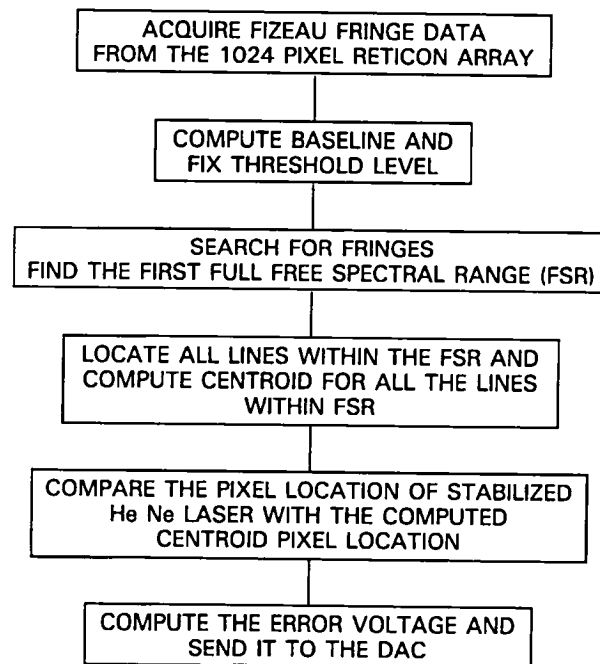 ACQUIRE FIZEAU FRINGE DATA
FROM THE 1024 PIXEL RETICON ARRAY
COMPUTE BASELINE AND
FIX THRESHOLD LEVEL
SEARCH FOR FRINGES
FIND THE FIRST FULL FREE SPECTRAL RANGE (FSR)
LOCATE ALL LINES WITHIN THE FSR AND
COMPUTE CENTROID FOR ALL THE LINES
WITHIN FSR
COMPARE THE PIXEL LOCATION OF STABILIZED
He Ne LASER WITH THE COMPUTED
CENTROID PIXEL LOCATION
COMPUTE THE ERROR VOLTAGE AND
SEND IT TO THE DAC